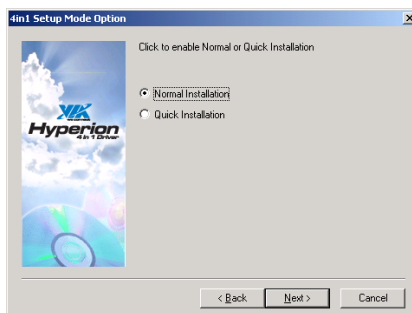 4in1 Setup Mode Option
Click to enable Normal or Quick Installation
Normal Installation
Quick Installation
VIA
Hyperion
4 in 1 Driver
< Back
Next >
Cancel